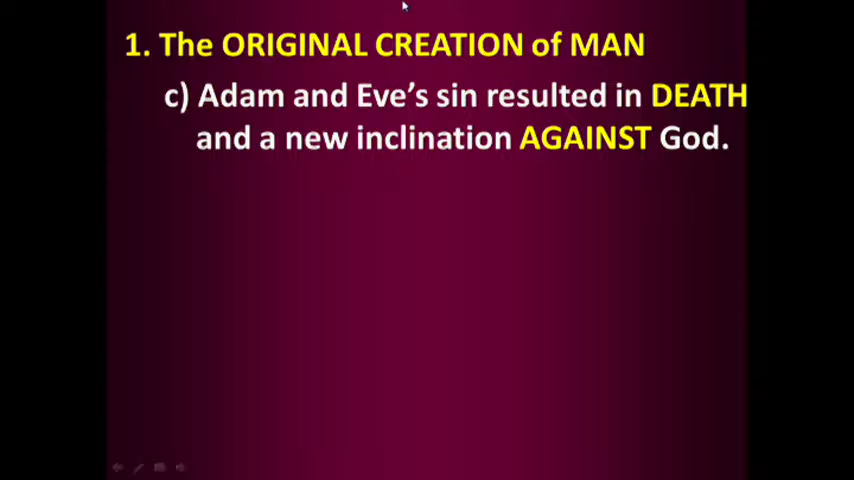 1. The ORIGINAL CREATION of MAN
c) Adam and Eve’s sin resulted in DEATH
and a new inclination AGAINST God.